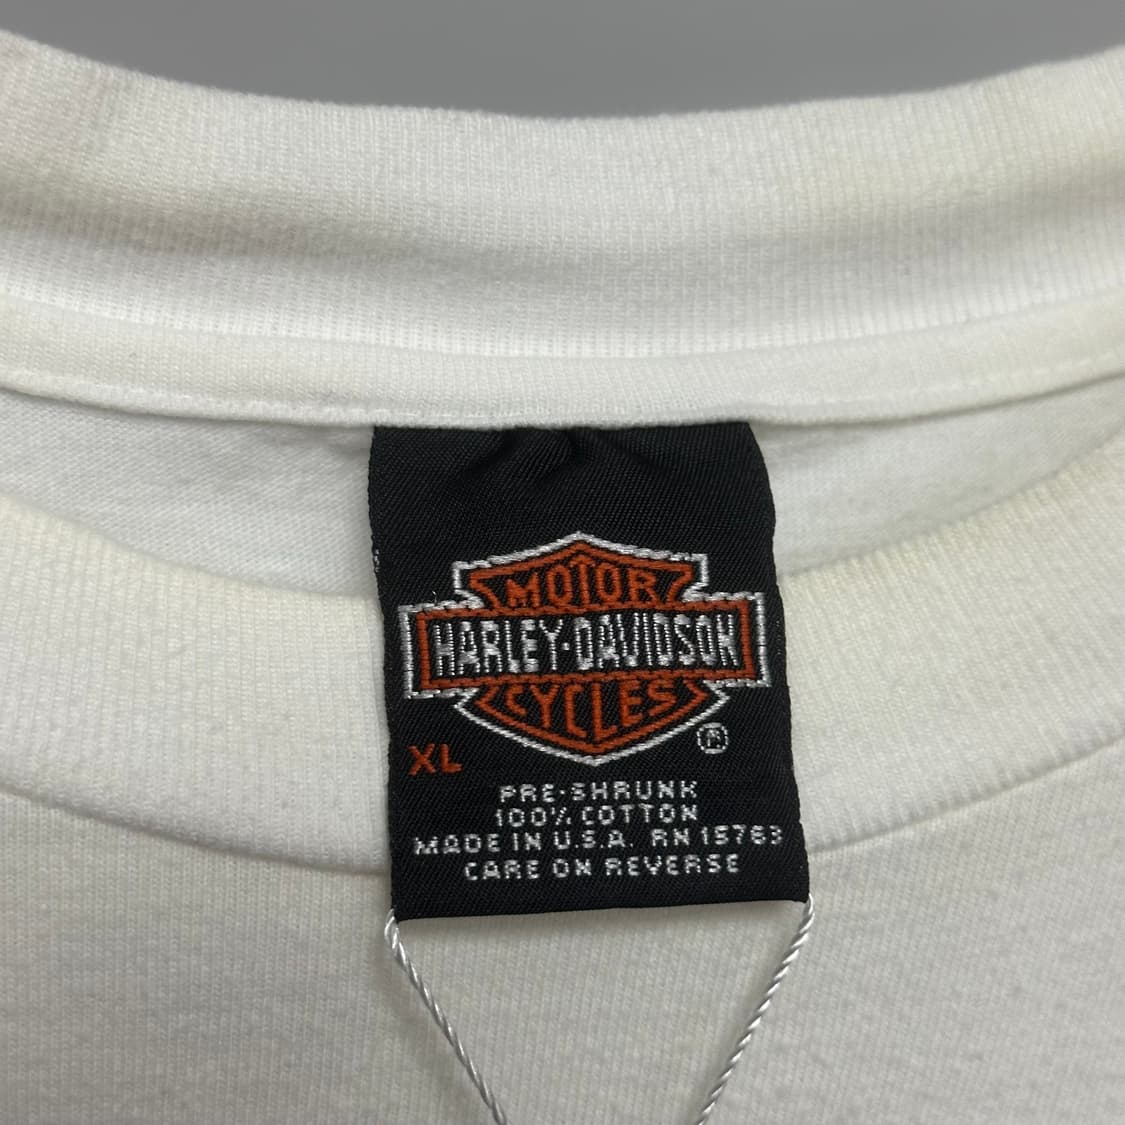 MOTOR
HARLEY-DAVIDSON
CYCLES
®
XL
PRE-SHRUNK
100% COTTON
MADE IN U.S.A. RN 15763
CARE ON REVERSE